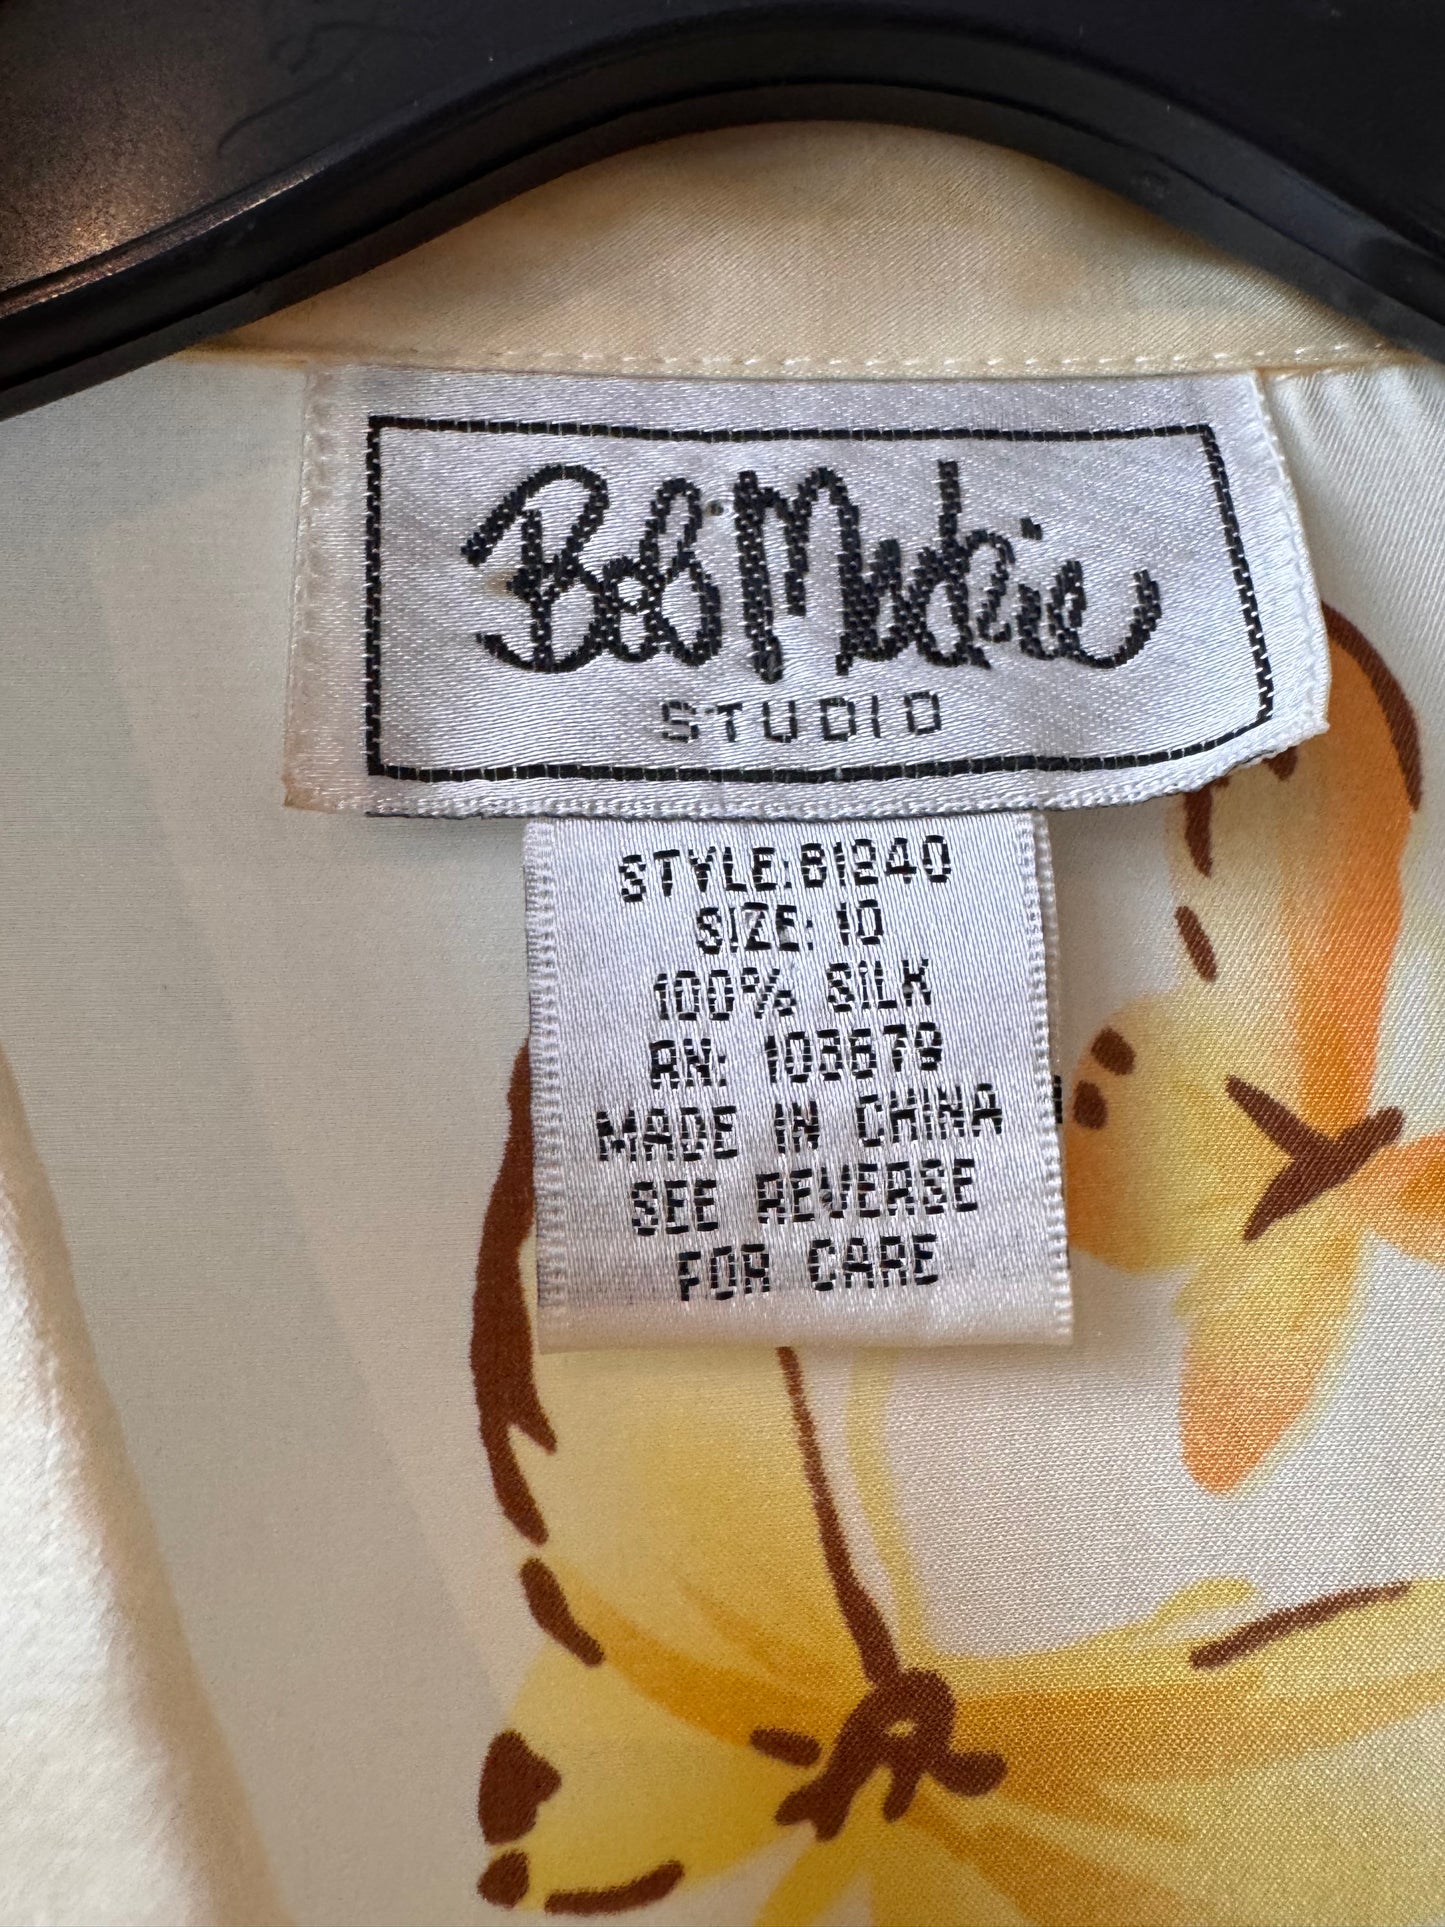 Bob Mackie
STUDIO
STYLE: 81240
SIZE: 10
100% SILK
RN: 103679
MADE IN CHINA
SEE REVERSE
FOR CARE